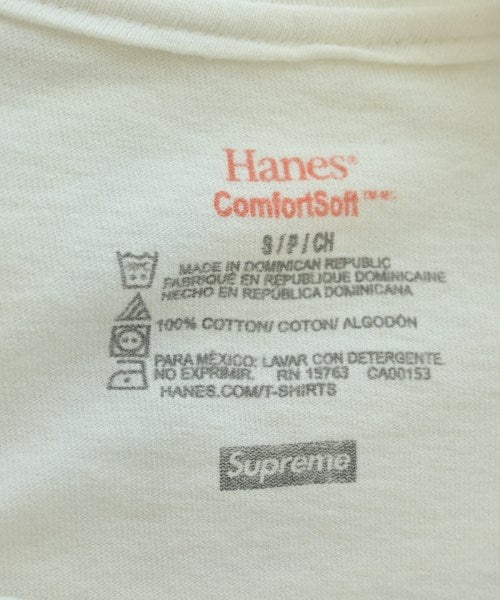 Hanes®
ComfortSoft
S / P / CH
MADE IN DOMINICAN REPUBLIC
FABRIQUÉ EN RÉPUBLIQUE DOMINICAINE
HECHO EN REPÚBLICA DOMINICANA
100% COTTON/ COTON/ ALGODÓN
PARA MÉXICO: LAVAR CON DETERGENTE.
NO EXPRIMIR. RN 15763 CA00153
HANES.COM/T-SHIRTS
Supreme